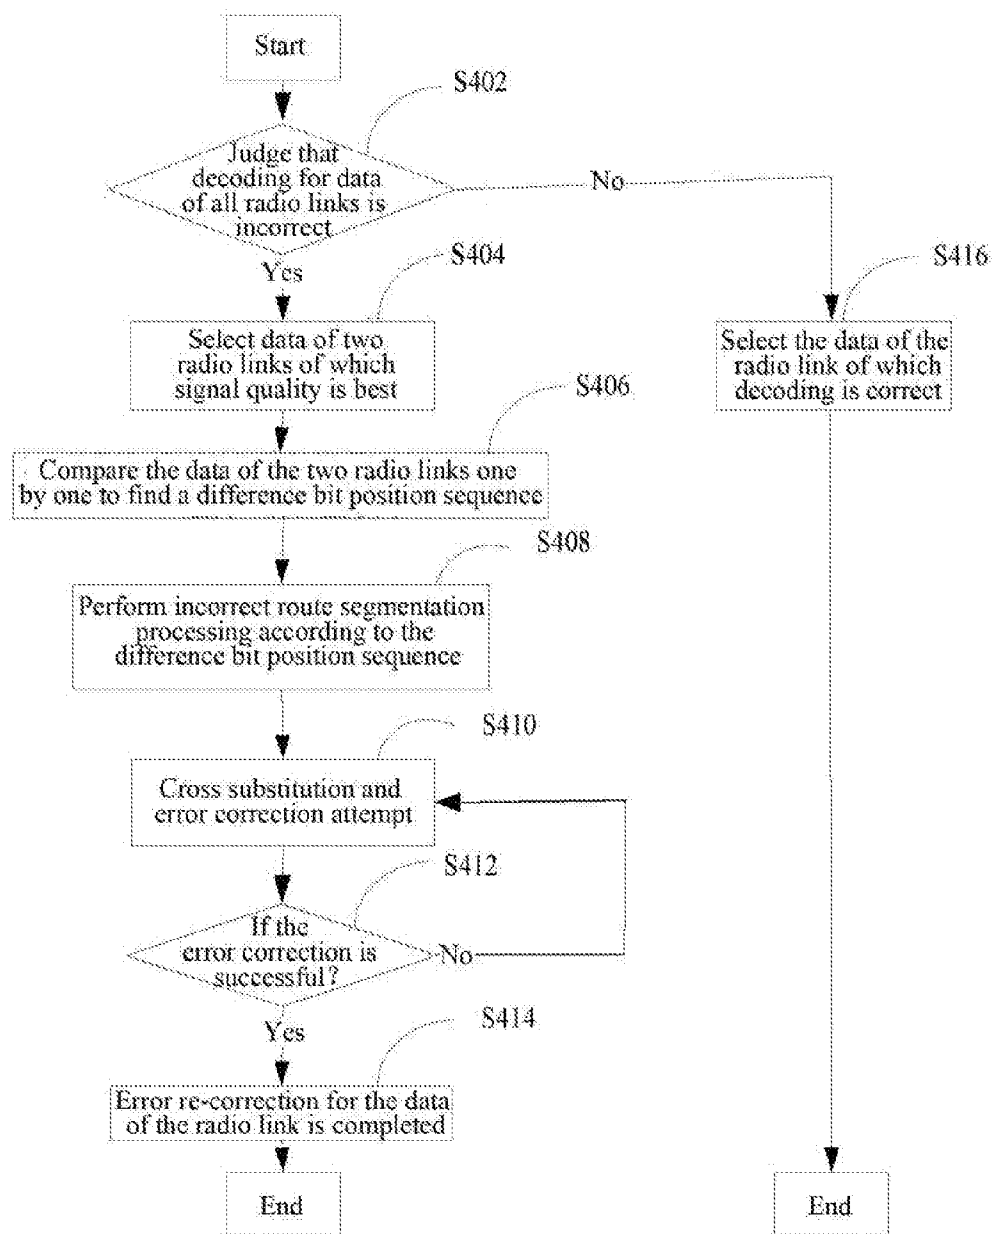 Start
S402
Judge that
decoding for data
of all radio links is
incorrect
No
Yes
S404
S416
Select data of two
radio links of which
signal quality is best
Select the data of the
radio link of which
decoding is correct
S406
Compare the data of the two radio links one
by one to find a difference bit position sequence
S408
Perform incorrect route segmentation
processing according to the
difference bit position sequence
S410
Cross substitution and
error correction attempt
S412
If the
error correction is
successful?
No
Yes
S414
Error re-correction for the data
of the radio link is completed
End
End